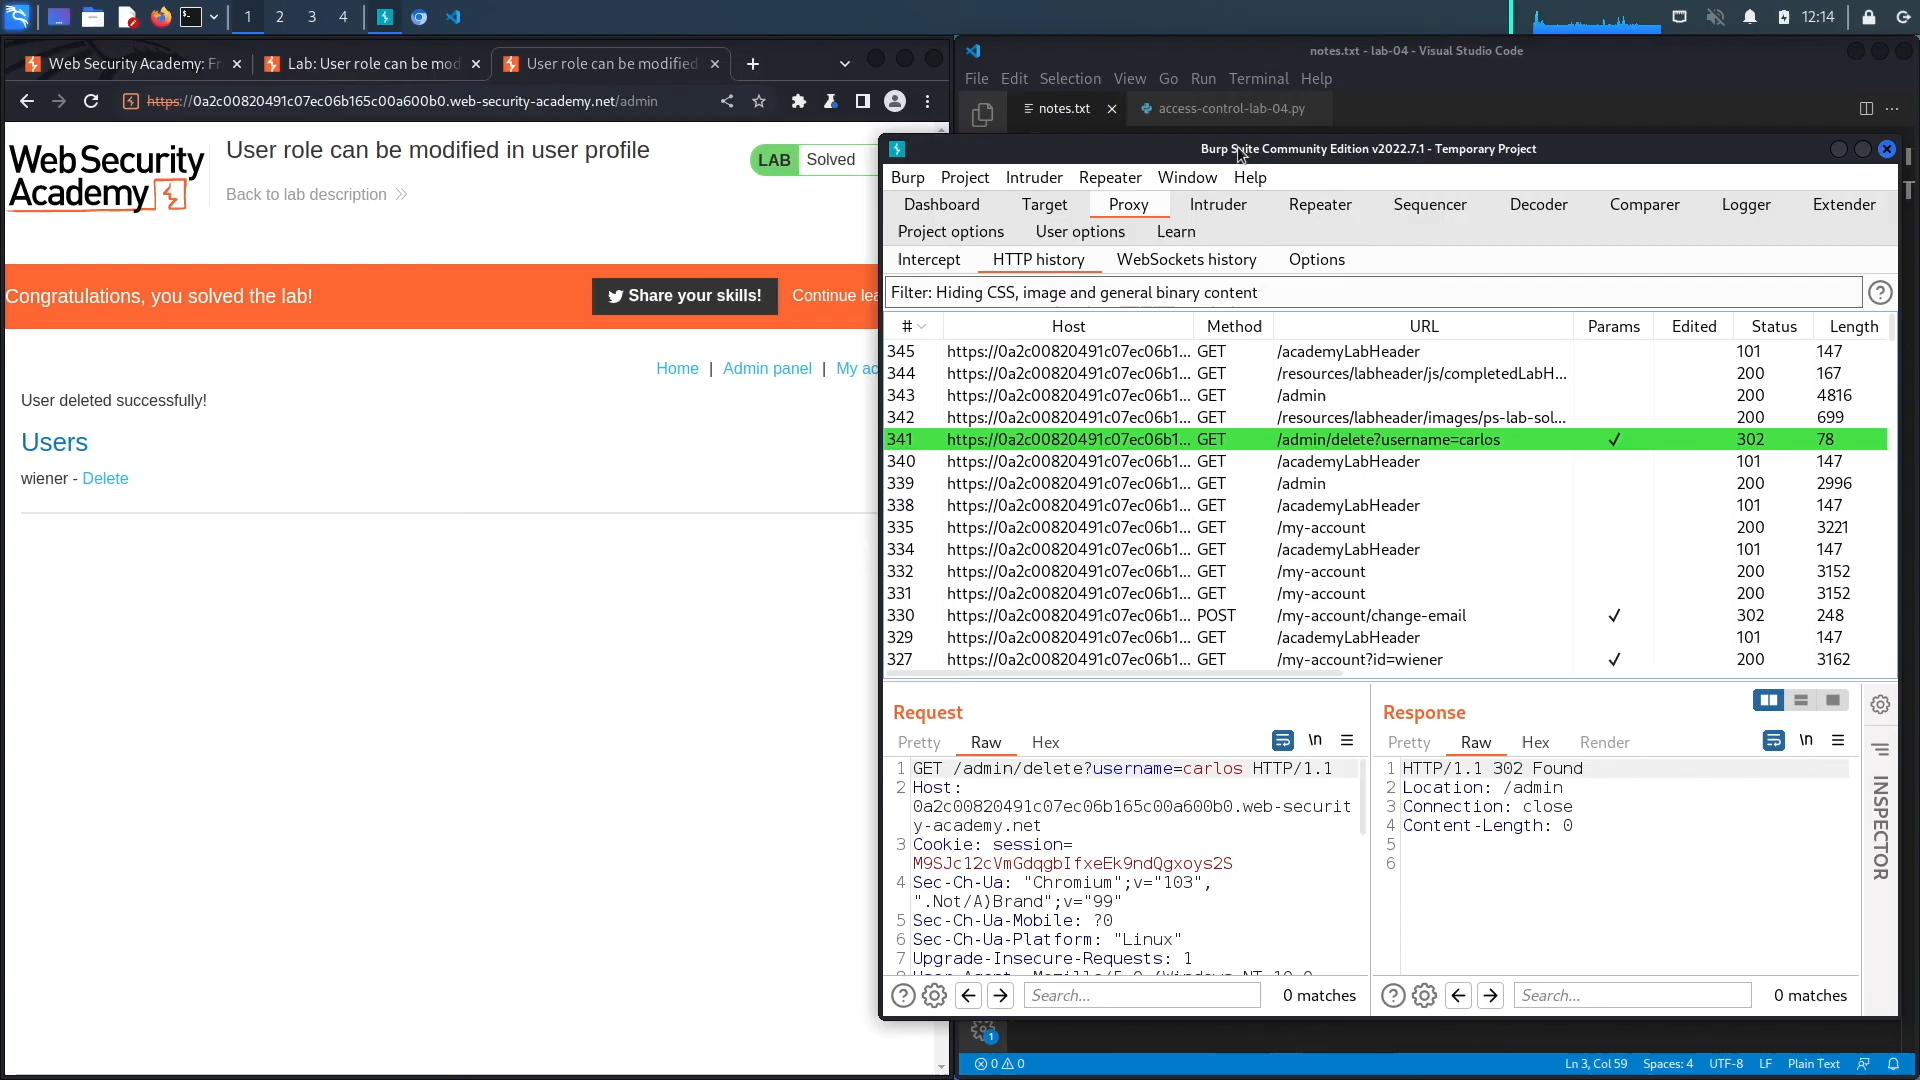 1
2
3
4
12:14
Web Security Academy: Fr
Lab: User role can be mod
User role can be modified
https://0a2c00820491c07ec06b165c00a600b0.web-security-academy.net/admin
Web Security
Academy
User role can be modified in user profile
Back to lab description
LAB Solved
Congratulations, you solved the lab!
Share your skills!
Continue lea
Home | Admin panel | My ac
User deleted successfully!
Users
wiener - Delete
notes.txt - lab-04 - Visual Studio Code
File Edit Selection View Go Run Terminal Help
notes.txt
access-control-lab-04.py
Burp Suite Community Edition v2022.7.1 - Temporary Project
Burp Project Intruder Repeater Window Help
Dashboard Target Proxy Intruder Repeater Sequencer Decoder Comparer Logger Extender
Project options User options Learn
Intercept HTTP history WebSockets history Options
Filter: Hiding CSS, image and general binary content
# Host Method URL Params Edited Status Length
345 https://0a2c00820491c07ec06b1... GET /academyLabHeader 101 147
344 https://0a2c00820491c07ec06b1... GET /resources/labheader/js/completedLabH... 200 167
343 https://0a2c00820491c07ec06b1... GET /admin 200 4816
342 https://0a2c00820491c07ec06b1... GET /resources/labheader/images/ps-lab-sol... 200 699
341 https://0a2c00820491c07ec06b1... GET /admin/delete?username=carlos ✓ 302 78
340 https://0a2c00820491c07ec06b1... GET /academyLabHeader 101 147
339 https://0a2c00820491c07ec06b1... GET /admin 200 2996
338 https://0a2c00820491c07ec06b1... GET /academyLabHeader 101 147
335 https://0a2c00820491c07ec06b1... GET /my-account 200 3221
334 https://0a2c00820491c07ec06b1... GET /academyLabHeader 101 147
332 https://0a2c00820491c07ec06b1... GET /my-account 200 3152
331 https://0a2c00820491c07ec06b1... GET /my-account 200 3152
330 https://0a2c00820491c07ec06b1... POST /my-account/change-email ✓ 302 248
329 https://0a2c00820491c07ec06b1... GET /academyLabHeader 101 147
327 https://0a2c00820491c07ec06b1... GET /my-account?id=wiener ✓ 200 3162
Request
Pretty Raw Hex \n
1 GET /admin/delete?username=carlos HTTP/1.1
2 Host:
0a2c00820491c07ec06b165c00a600b0.web-securit
y-academy.net
3 Cookie: session=
M9SJc12cVmGdqgbIfxeEk9ndQgxoys2S
4 Sec-Ch-Ua: "Chromium";v="103",
".Not/A)Brand";v="99"
5 Sec-Ch-Ua-Mobile: ?0
6 Sec-Ch-Ua-Platform: "Linux"
7 Upgrade-Insecure-Requests: 1
Search... 0 matches
Response
Pretty Raw Hex Render \n
1 HTTP/1.1 302 Found
2 Location: /admin
3 Connection: close
4 Content-Length: 0
5
6
Search... 0 matches
INSPECTOR
1
0 0
Ln 3, Col 59 Spaces: 4 UTF-8 LF Plain Text